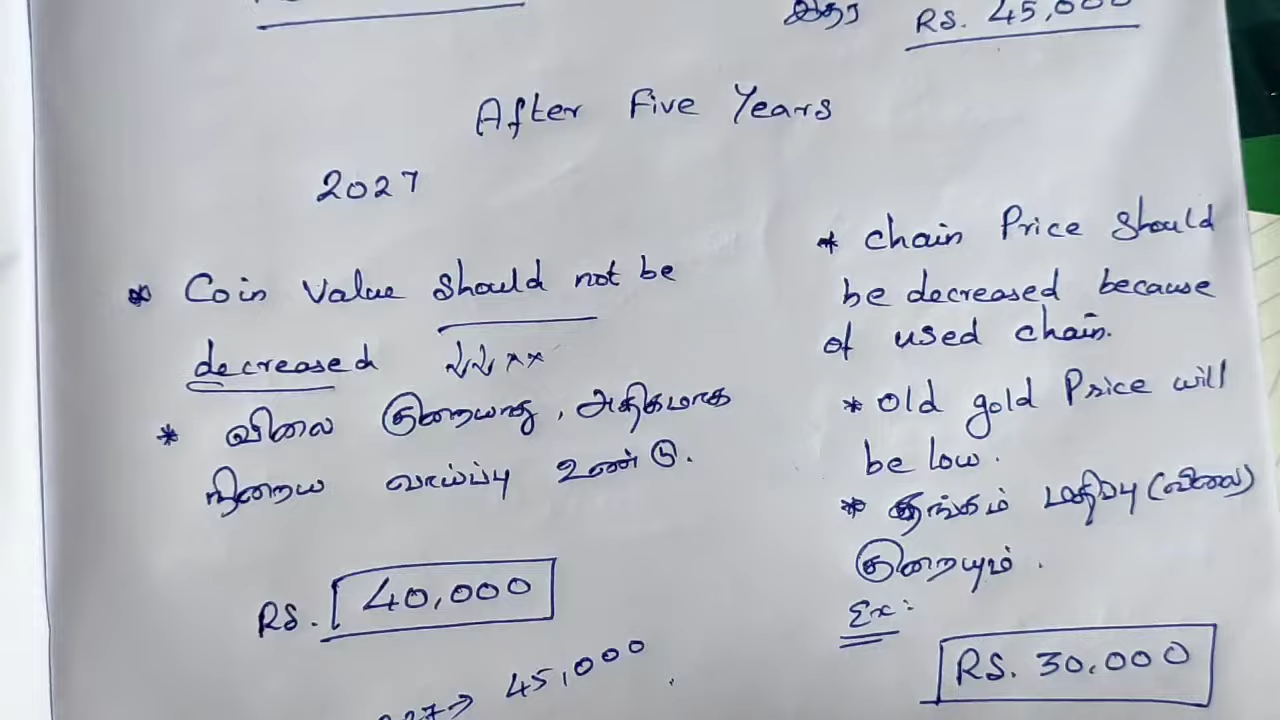 இதர RS. 45,000
After Five Years
2027
* Coin Value should not be
decreased ↓↓××
* விலை குறையாது, அதிகமாக
நிறைய வாய்ப்பு உண்டு.
RS. 40,000
27→ 45,000
* Chain Price Should
be decreased because
of used chain.
* Old gold Price will
be low.
* தங்கம் மதிப்பு (விலை)
குறையும்.
Ex:
RS. 30,000